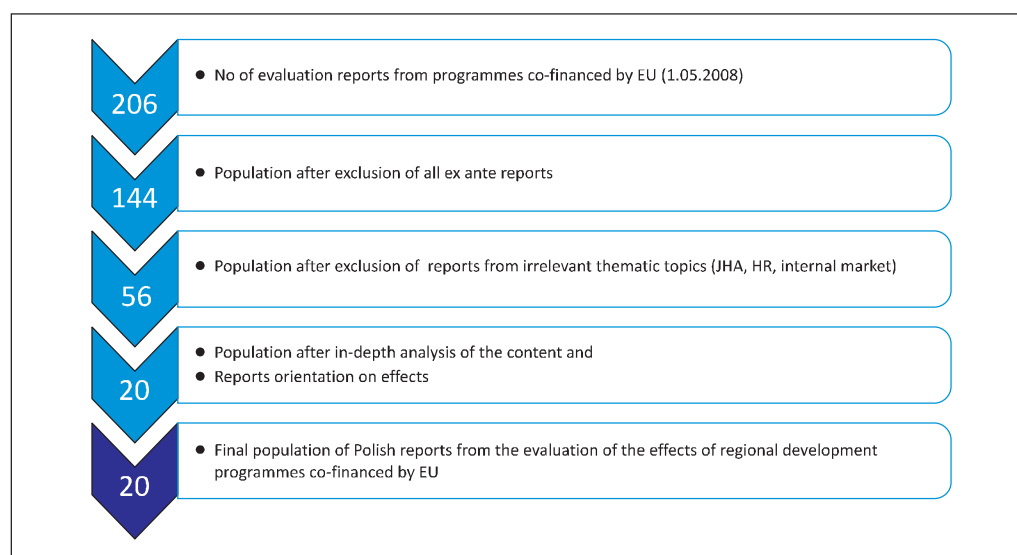 206
● No of evaluation reports from programmes co-financed by EU (1.05.2008)
144
● Population after exclusion of all ex ante reports
56
● Population after exclusion of reports from irrelevant thematic topics (JHA, HR, internal market)
20
● Population after in-depth analysis of the content and
● Reports orientation on effects
20
● Final population of Polish reports from the evaluation of the effects of regional development
programmes co-financed by EU